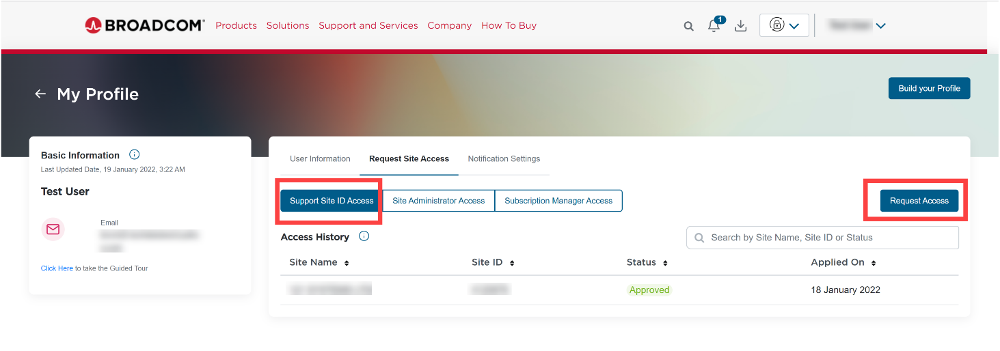 BROADCOM® Products Solutions Support and Services Company How To Buy 1
My Profile
Build your Profile
Basic Information
Last Updated Date, 19 January 2022, 3:22 AM
Test User
Email
Click Here to take the Guided Tour
User Information Request Site Access Notification Settings
Support Site ID Access Site Administrator Access Subscription Manager Access Request Access
Access History
Search by Site Name, Site ID or Status
Site Name Site ID Status Applied On
Approved 18 January 2022